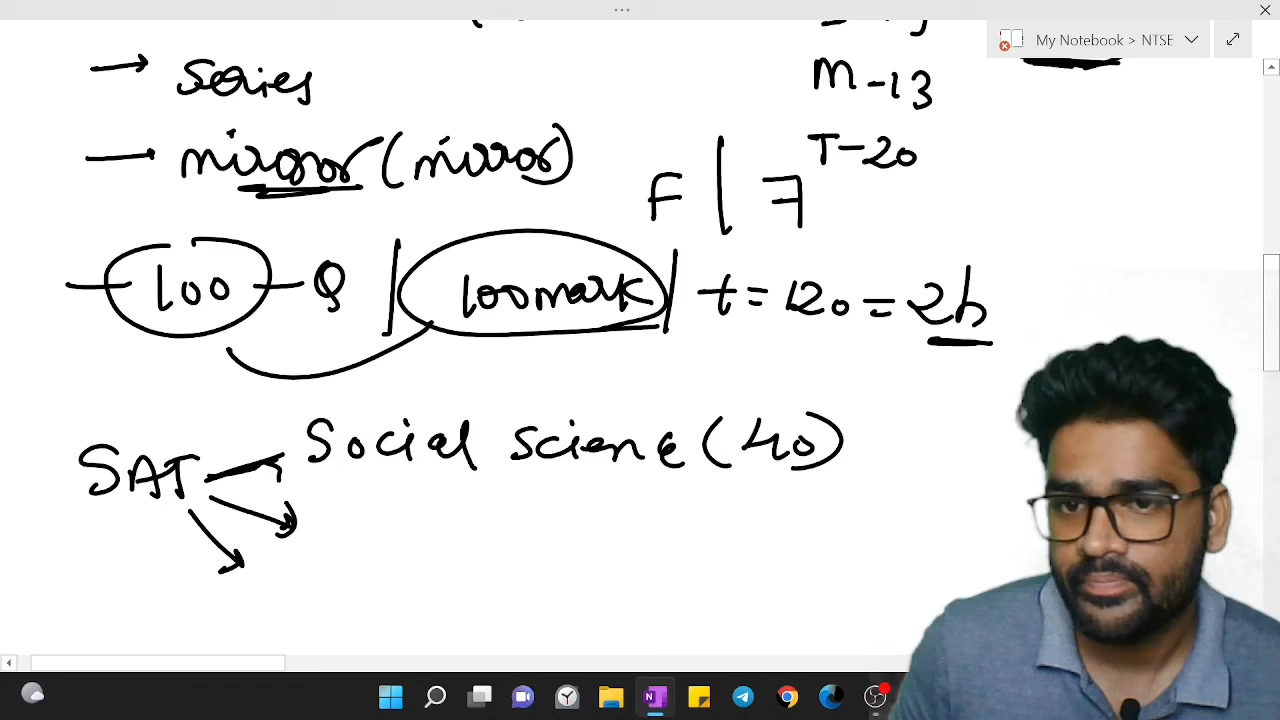 My Notebook > NTSE
→ series
M-13
— mirror (mirror)
T-20
F | 
— 100 — Q | 100 mark | t = 120 = 2h
SAT
Social science (40)